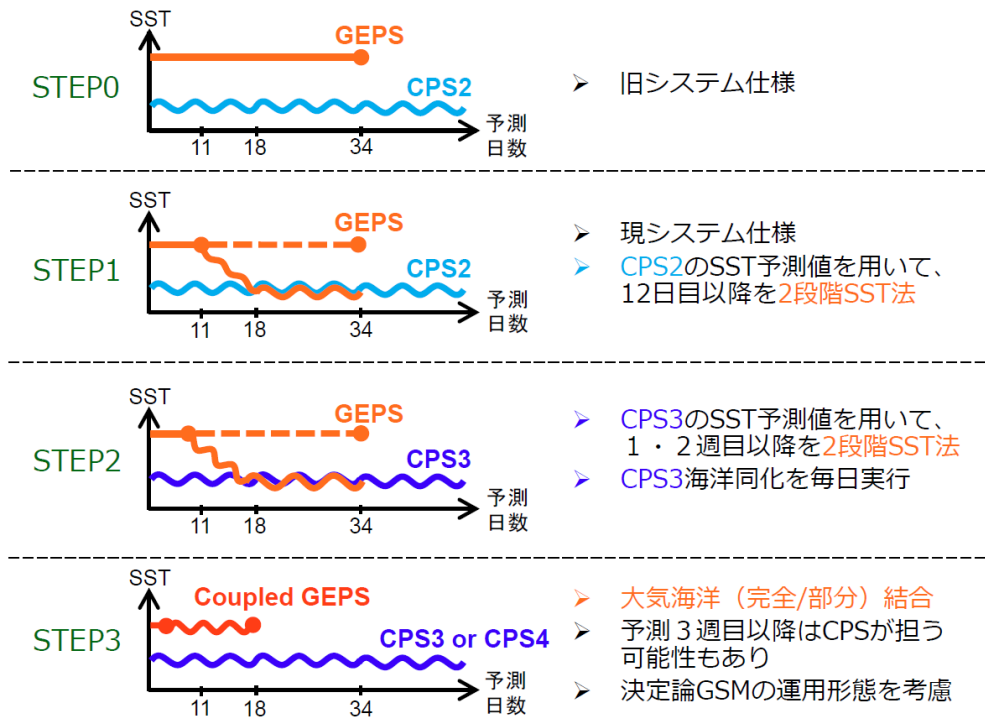 SST
GEPS
STEP0
CPS2
予測
日数
11 18 34
➢ 旧システム仕様
SST
GEPS
STEP1
CPS2
予測
日数
11 18 34
➢ 現システム仕様
➢ CPS2のSST予測値を用いて、
12日目以降を2段階SST法
SST
GEPS
STEP2
CPS3
予測
日数
11 18 34
➢ CPS3のSST予測値を用いて、
1・2週目以降を2段階SST法
➢ CPS3海洋同化を毎日実行
SST
Coupled GEPS
STEP3
CPS3 or CPS4
予測
日数
11 18 34
➢ 大気海洋（完全/部分）結合
➢ 予測３週目以降はCPSが担う
可能性もあり
➢ 決定論GSMの運用形態を考慮